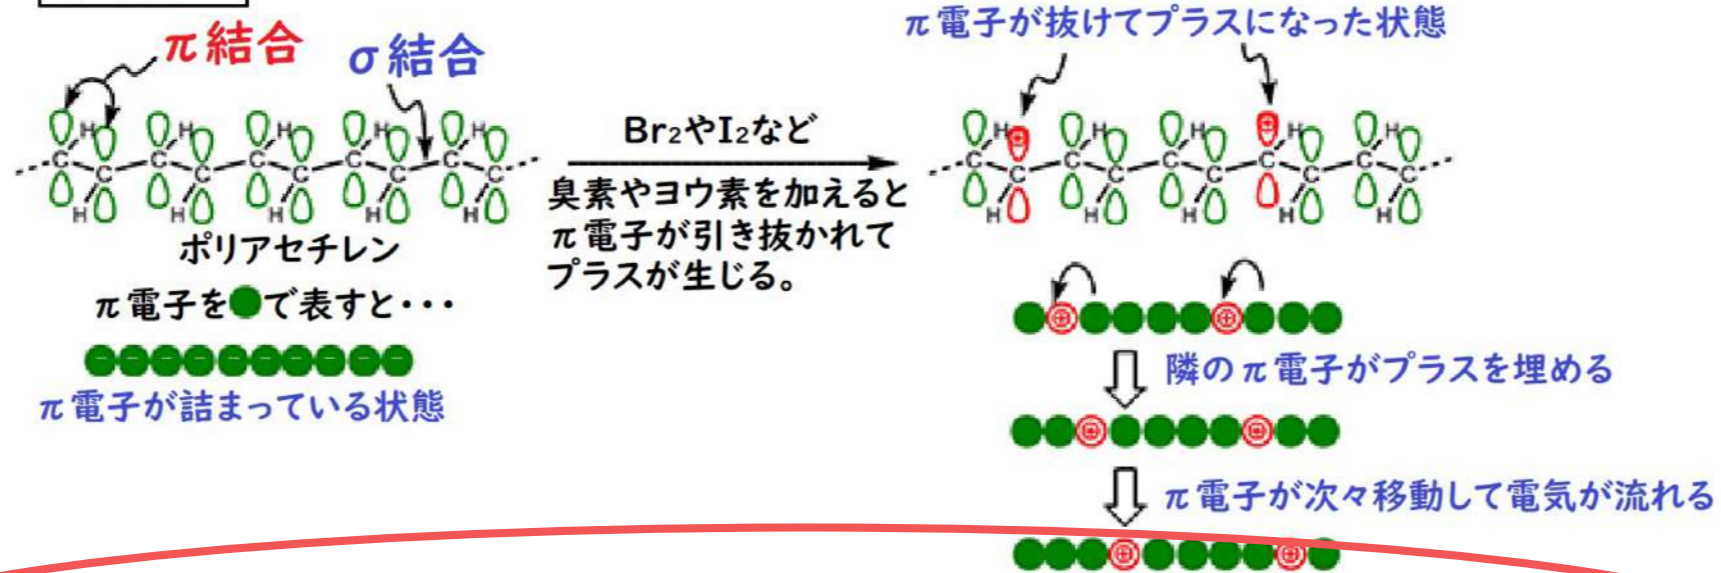 π結合
σ結合
π電子が抜けてプラスになった状態
Br₂やI₂など
臭素やヨウ素を加えると
π電子が引き抜かれて
プラスが生じる。
ポリアセチレン
π電子を●で表すと・・・
π電子が詰まっている状態
隣のπ電子がプラスを埋める
π電子が次々移動して電気が流れる